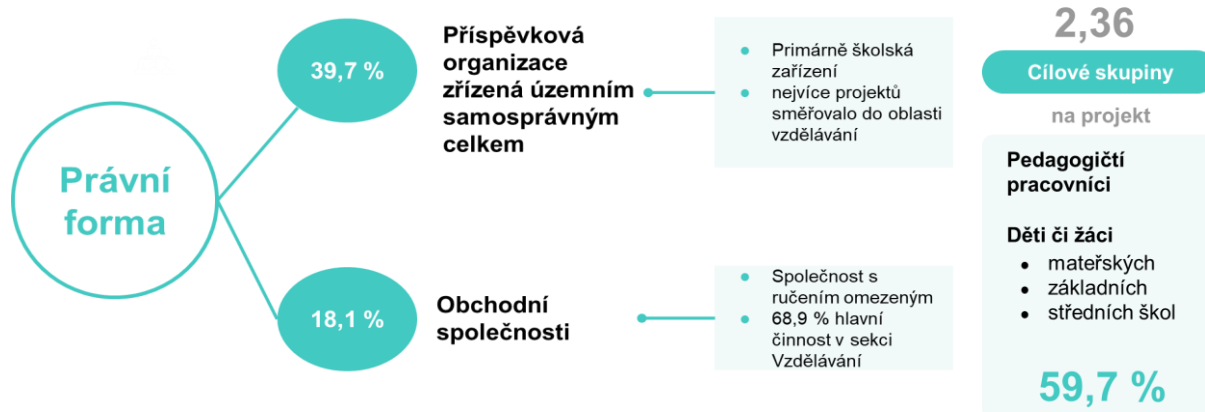 Právní
forma
39,7 %
Příspěvková
organizace
zřízená územním
samosprávným
celkem
• Primárně školská
zařízení
• nejvíce projektů
směřovalo do oblasti
vzdělávání
18,1 %
Obchodní
společnosti
• Společnost s
ručením omezeným
• 68,9 % hlavní
činnost v sekci
Vzdělávání
2,36
Cílové skupiny
na projekt
Pedagogičtí
pracovníci
Děti či žáci
• mateřských
• základních
• středních škol
59,7 %